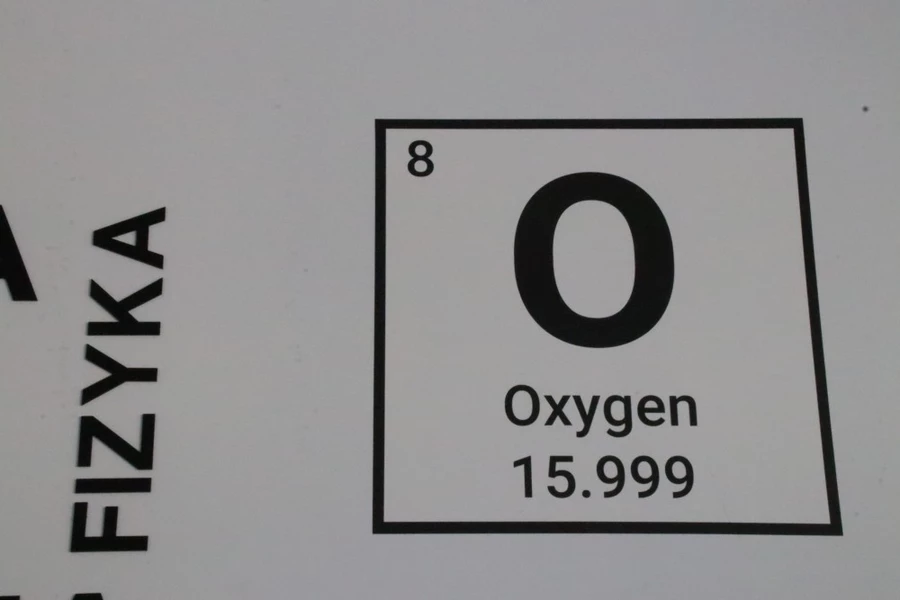 FIZYKA
8
O
Oxygen
15.999